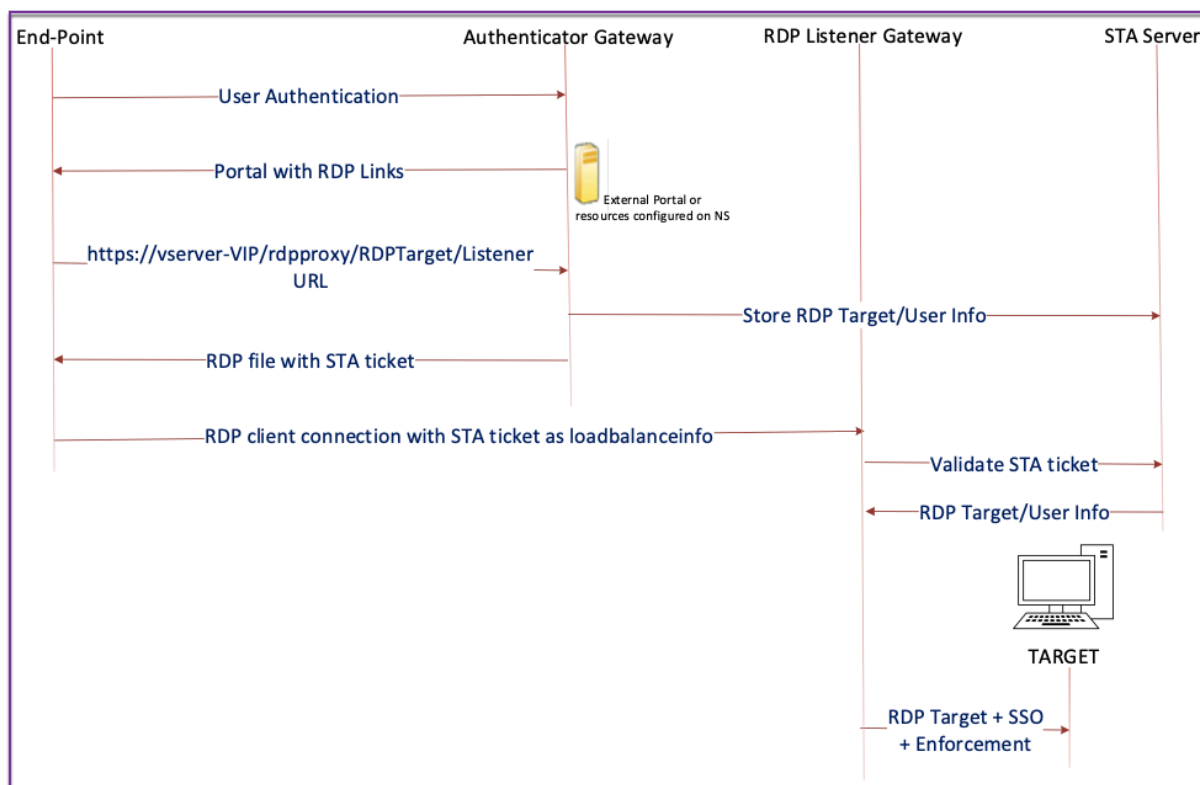 End-Point
Authenticator Gateway
RDP Listener Gateway
STA Server
User Authentication
Portal with RDP Links
External Portal or
resources configured on NS
https://vserver-VIP/rdpproxy/RDPTarget/Listener
URL
Store RDP Target/User Info
RDP file with STA ticket
RDP client connection with STA ticket as loadbalanceinfo
Validate STA ticket
RDP Target/User Info
TARGET
RDP Target + SSO
+ Enforcement